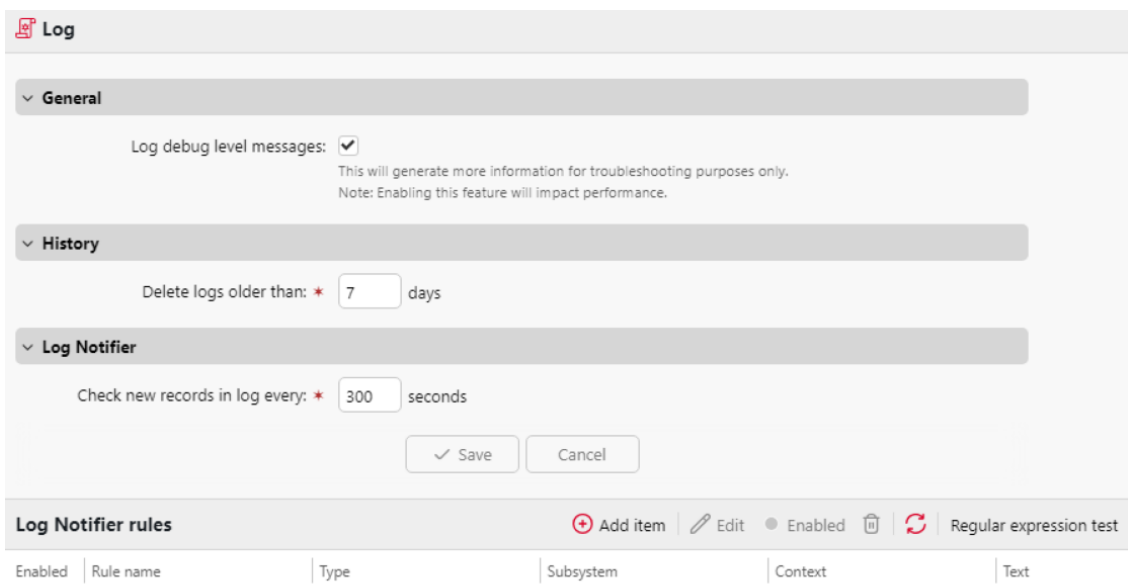 Log
General
Log debug level messages:
This will generate more information for troubleshooting purposes only.
Note: Enabling this feature will impact performance.
History
Delete logs older than: * 7 days
Log Notifier
Check new records in log every: * 300 seconds
Save Cancel
Log Notifier rules Add item Edit Enabled Regular expression test
Enabled Rule name Type Subsystem Context Text